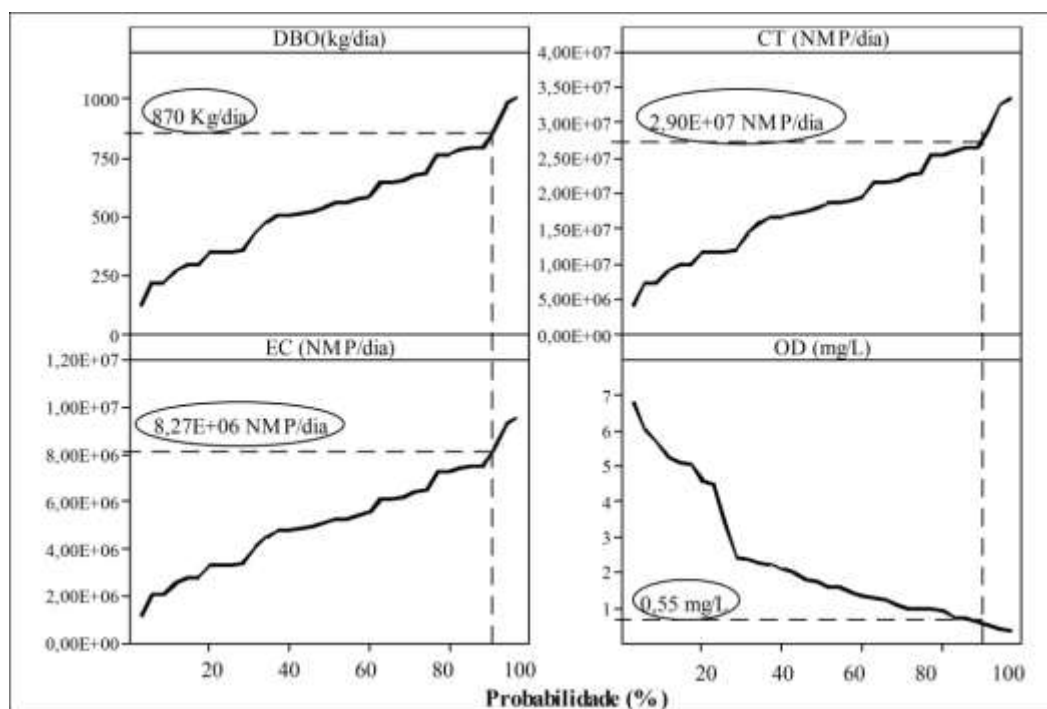 DBO(kg/dia)
CT (NMP/dia)
1000
750
500
250
0
870 Kg/dia
4,00E+07
3,50E+07
3,00E+07
2,50E+07
2,00E+07
1,50E+07
1,00E+07
5,00E+06
0,00E+00
2,90E+07 NMP/dia
EC (NMP/dia)
OD (mg/L)
1,20E+07
1,00E+07
8,00E+06
6,00E+06
4,00E+06
2,00E+06
0,00E+00
8,27E+06 NMP/dia
7
6
5
4
3
2
1
0,55 mg/L
20 40 60 80 100
20 40 60 80 100
Probabilidade (%)